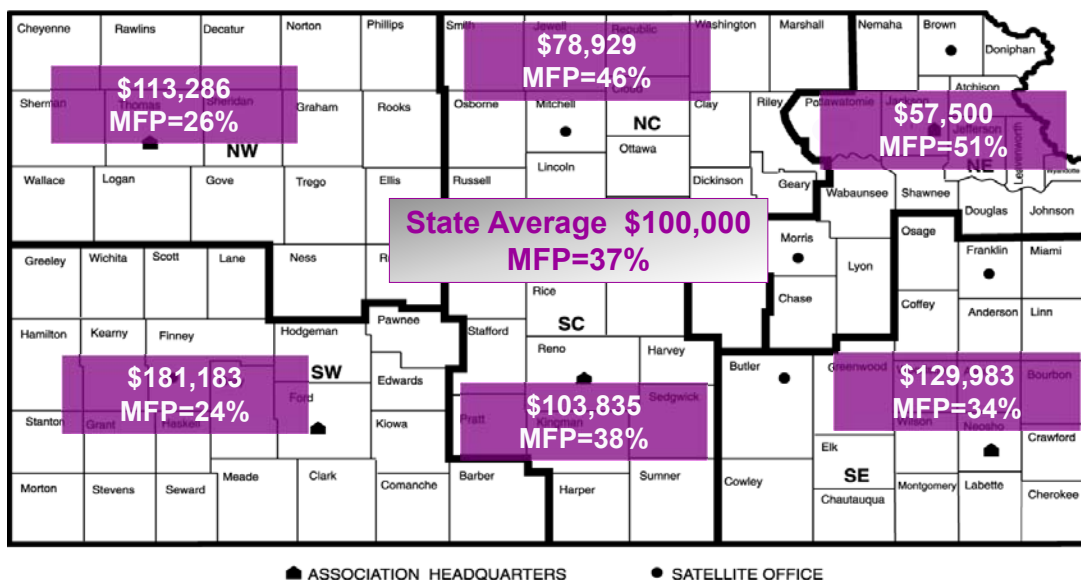 Cheyenne Rawlins Decatur Norton Phillips Smith Jewell Republic Washington Marshall Nemaha Brown
Doniphan
$113,286
MFP=26%
$78,929
MFP=46%
$57,500
MFP=51%
Atchison
Sherman Thomas Sheridan Graham Rooks Osborne Mitchell Cloud Clay Riley Pottawatomie Jackson Jefferson Leavenworth Wyandotte
NW
NC
NE
Ottawa
Lincoln
Wallace Logan Gove Trego Ellis Russell Dickinson Geary Wabaunsee Shawnee
Douglas Johnson
State Average $100,000
MFP=37%
Morris Osage Franklin Miami
Greeley Wichita Scott Lane Ness Lyon
Rice Chase Coffey Anderson Linn
Hamilton Kearny Finney Hodgeman Pawnee Stafford
SC
Reno Harvey
SW
Butler Greenwood Bourbon
$181,183
MFP=24%
$103,835
MFP=38%
$129,983
MFP=34%
Ford Edwards Sedgwick
Stanton Grant Haskell Kiowa Pratt Kingman Wilson Neosho
Crawford
Elk
SE
Morton Stevens Seward Meade Clark Comanche Barber Harper Sumner Cowley
Chautauqua Montgomery Labette Cherokee
ASSOCIATION HEADQUARTERS SATELLITE OFFICE